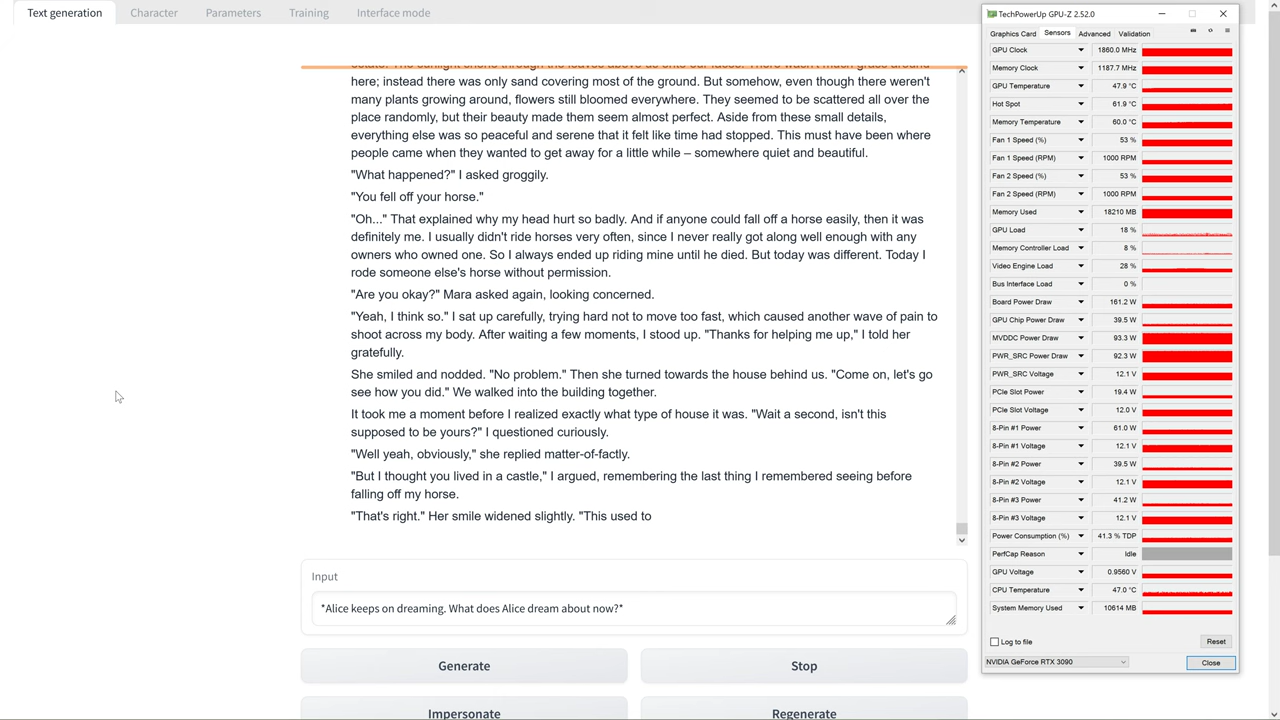 Text generation
Character
Parameters
Training
Interface mode
here; instead there was only sand covering most of the ground. But somehow, even though there weren't
many plants growing around, flowers still bloomed everywhere. They seemed to be scattered all over the
place randomly, but their beauty made them seem almost perfect. Aside from these small details,
everything else was so peaceful and serene that it felt like time had stopped. This must have been where
people came when they wanted to get away for a little while – somewhere quiet and beautiful.
"What happened?" I asked groggily.
"You fell off your horse."
"Oh..." That explained why my head hurt so badly. And if anyone could fall off a horse easily, then it was
definitely me. I usually didn't ride horses very often, since I never really got along well enough with any
owners who owned one. So I always ended up riding mine until he died. But today was different. Today I
rode someone else's horse without permission.
"Are you okay?" Mara asked again, looking concerned.
"Yeah, I think so." I sat up carefully, trying hard not to move too fast, which caused another wave of pain to
shoot across my body. After waiting a few moments, I stood up. "Thanks for helping me up," I told her
gratefully.
She smiled and nodded. "No problem." Then she turned towards the house behind us. "Come on, let's go
see how you did." We walked into the building together.
It took me a moment before I realized exactly what type of house it was. "Wait a second, isn't this
supposed to be yours?" I questioned curiously.
"Well yeah, obviously," she replied matter-of-factly.
"But I thought you lived in a castle," I argued, remembering the last thing I remembered seeing before
falling off my horse.
"That's right." Her smile widened slightly. "This used to
Input
*Alice keeps on dreaming. What does Alice dream about now?*
Generate
Stop
Impersonate
Regenerate
TechPowerUp GPU-Z 2.52.0
Graphics Card
Sensors
Advanced
Validation
GPU Clock 1860.0 MHz
Memory Clock 1187.7 MHz
GPU Temperature 47.9 °C
Hot Spot 61.9 °C
Memory Temperature 60.0 °C
Fan 1 Speed (%) 53 %
Fan 1 Speed (RPM) 1000 RPM
Fan 2 Speed (%) 53 %
Fan 2 Speed (RPM) 1000 RPM
Memory Used 18210 MB
GPU Load 18 %
Memory Controller Load 8 %
Video Engine Load 28 %
Bus Interface Load 0 %
Board Power Draw 161.2 W
GPU Chip Power Draw 39.5 W
MVDDC Power Draw 93.3 W
PWR_SRC Power Draw 92.3 W
PWR_SRC Voltage 12.1 V
PCIe Slot Power 19.4 W
PCIe Slot Voltage 12.0 V
8-Pin #1 Power 61.0 W
8-Pin #1 Voltage 12.1 V
8-Pin #2 Power 39.5 W
8-Pin #2 Voltage 12.1 V
8-Pin #3 Power 41.2 W
8-Pin #3 Voltage 12.1 V
Power Consumption (%) 41.3 % TDP
PerfCap Reason Idle
GPU Voltage 0.9560 V
CPU Temperature 47.0 °C
System Memory Used 10614 MB
Log to file
Reset
NVIDIA GeForce RTX 3090
Close